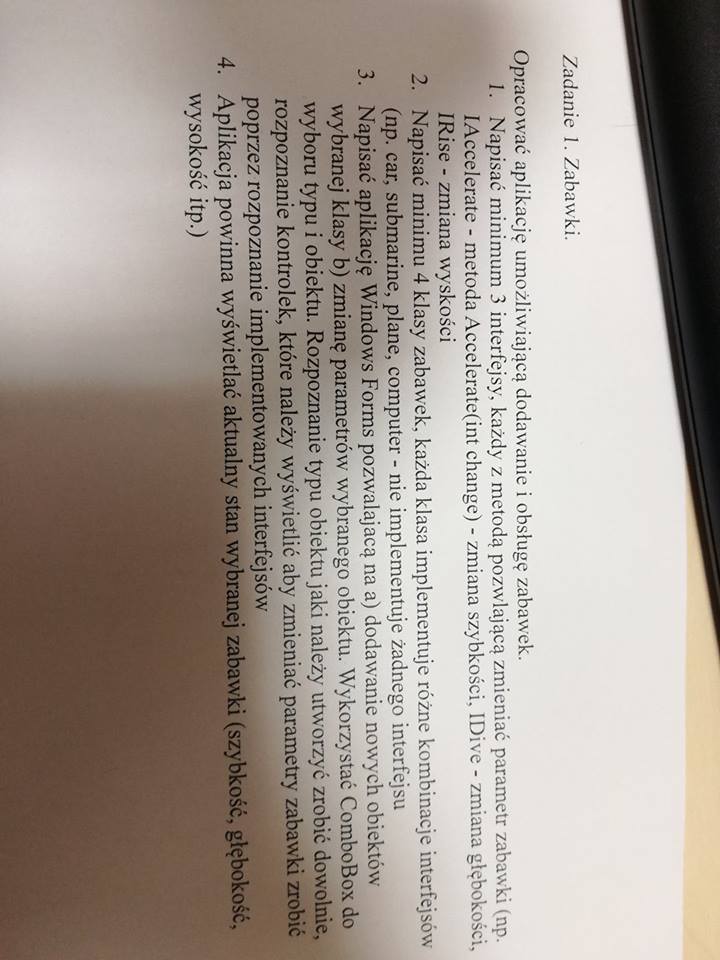 Zadanie 1. Zabawki.
Opracować aplikację umożliwiającą dodawanie i obsługę zabawek.
1. Napisać minimum 3 interfejsy, każdy z metodą pozwlającą zmieniać parametr zabawki (np.
IAccelerate - metoda Accelerate(int change) - zmiana szybkości, IDive - zmiana głębokości,
IRise - zmiana wyskości
2. Napisać minimu 4 klasy zabawek, każda klasa implementuje różne kombinacje interfejsów
(np. car, submarine, plane, computer - nie implementuje żadnego interfejsu
3. Napisać aplikację Windows Forms pozwalajacą na a) dodawanie nowych obiektów
wybranej klasy b) zmianę parametrów wybranego obiektu. Wykorzystać ComboBox do
wyboru typu i obiektu. Rozpoznanie typu obiektu jaki należy utworzyć zrobić dowolnie,
rozpoznanie kontrolek, które należy wyświetlić aby zmieniać parametry zabawki zrobić
poprzez rozpoznanie implementowanych interfejsów
4. Aplikacja powinna wyświetlać aktualny stan wybranej zabawki (szybkość, głębokość,
wysokość itp.)